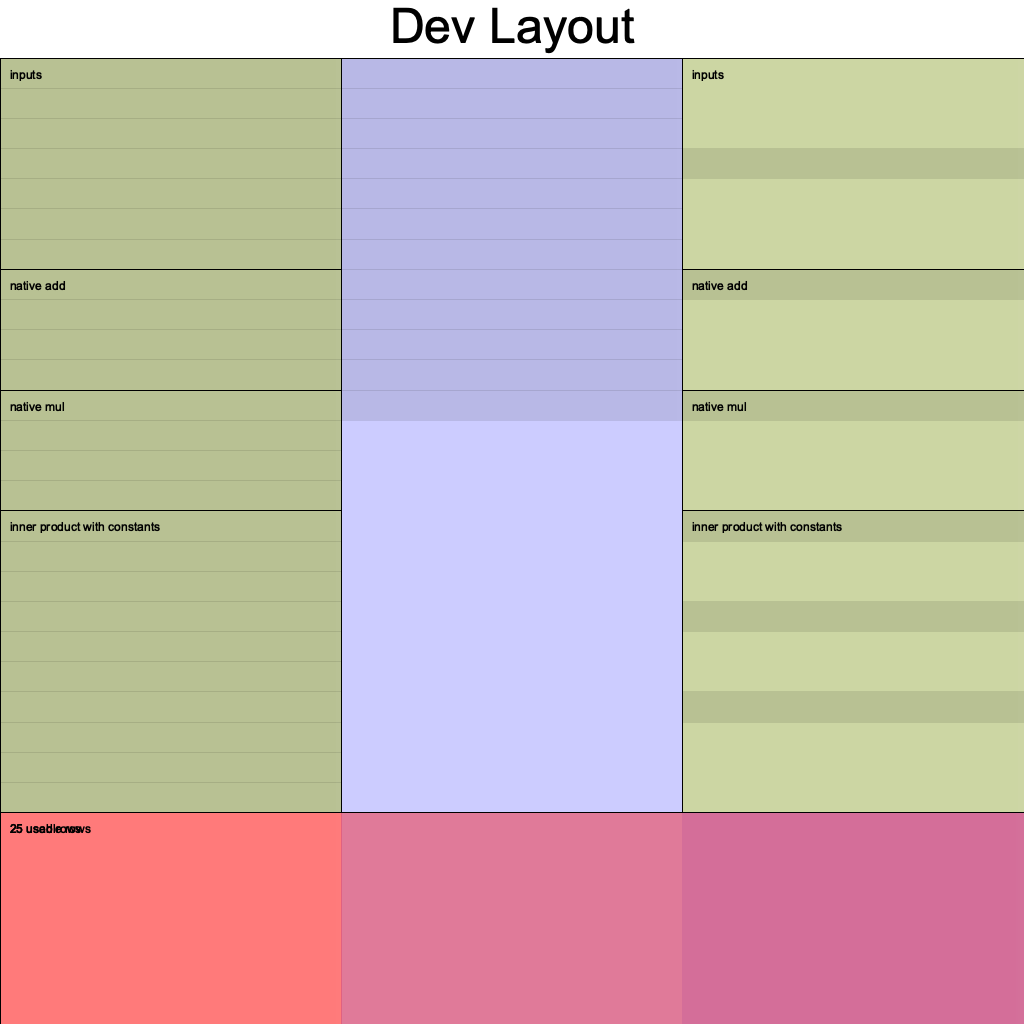 Dev Layout
inputs
inputs
native add
native add
native mul
native mul
inner product with constants
inner product with constants
25 usable rows